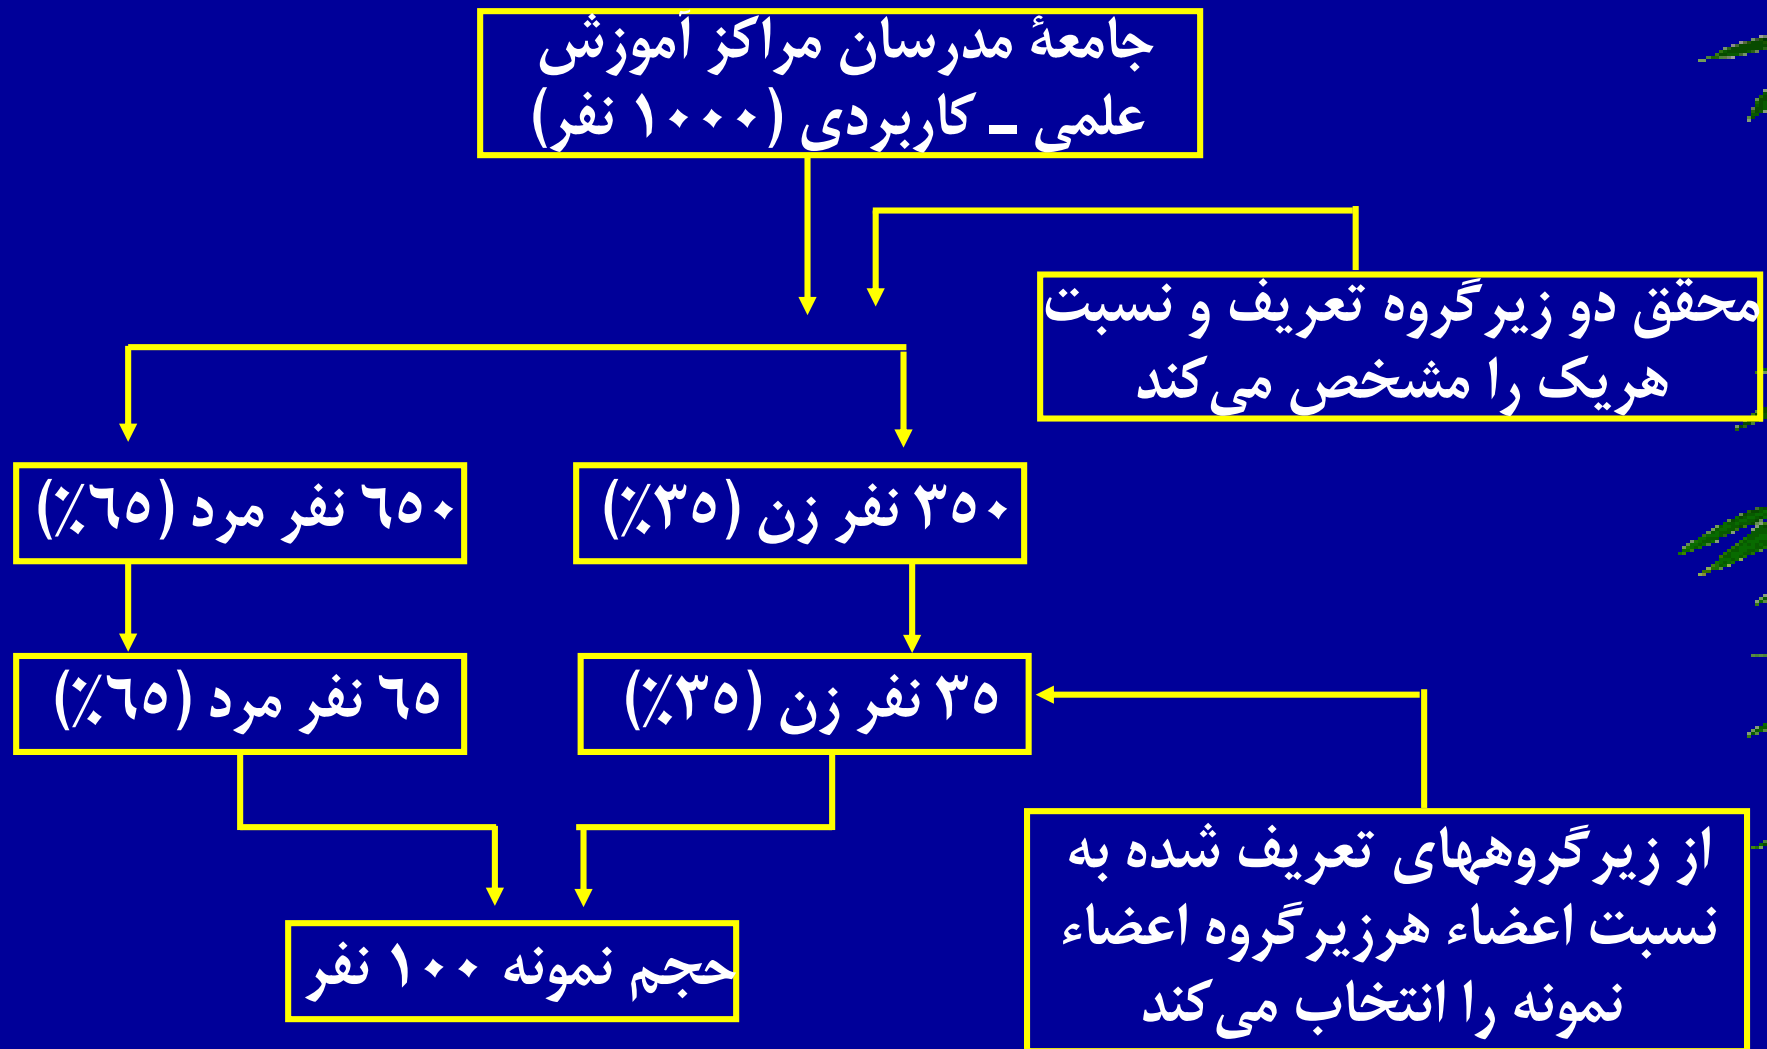 جامعهٔ مدرسان مراکز آموزش
علمی ـ کاربردی (۱۰۰۰ نفر)
محقق دو زیرگروه تعریف و نسبت
هریک را مشخص می‌کند
۳۵۰ نفر زن (۳۵٪)
۶۵۰ نفر مرد (۶۵٪)
۳۵ نفر زن (۳۵٪)
۶۵ نفر مرد (۶۵٪)
از زیرگروههای تعریف شده به
نسبت اعضاء هرزیرگروه اعضاء
نمونه را انتخاب می‌کند
حجم نمونه ۱۰۰ نفر